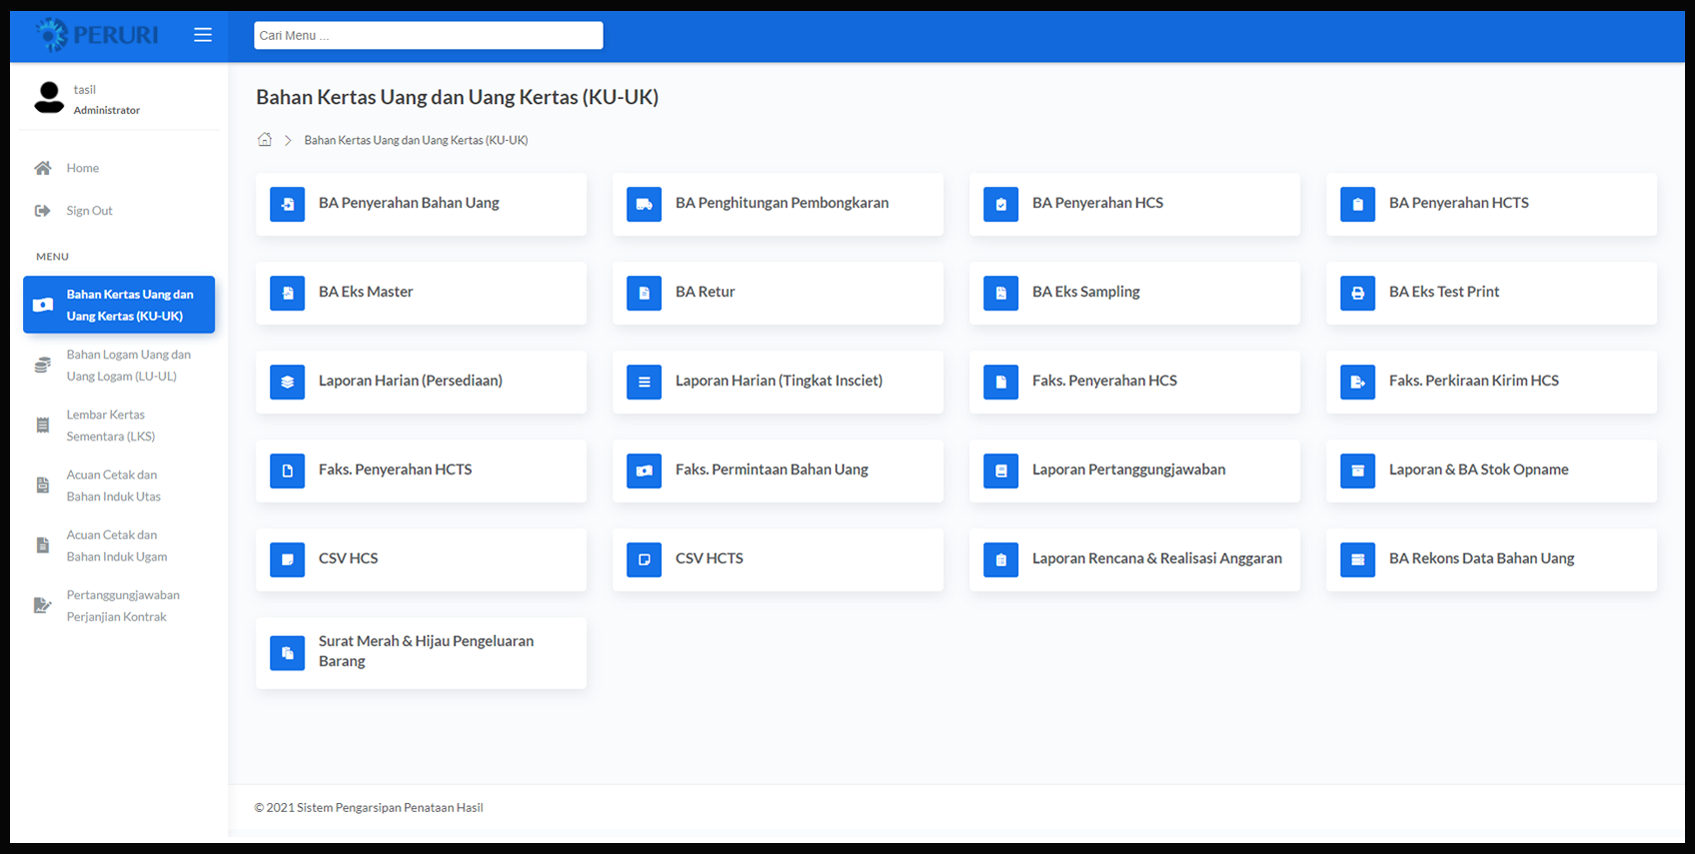 PERURI
Cari Menu ...
tasil
Administrator
Home
Sign Out
MENU
Bahan Kertas Uang dan
Uang Kertas (KU-UK)
Bahan Logam Uang dan
Uang Logam (LU-UL)
Lembar Kertas
Sementara (LKS)
Acuan Cetak dan
Bahan Induk Utas
Acuan Cetak dan
Bahan Induk Ugam
Pertanggungjawaban
Perjanjian Kontrak
Bahan Kertas Uang dan Uang Kertas (KU-UK)
Bahan Kertas Uang dan Uang Kertas (KU-UK)
BA Penyerahan Bahan Uang
BA Penghitungan Pembongkaran
BA Penyerahan HCS
BA Penyerahan HCTS
BA Eks Master
BA Retur
BA Eks Sampling
BA Eks Test Print
Laporan Harian (Persediaan)
Laporan Harian (Tingkat Insciet)
Faks. Penyerahan HCS
Faks. Perkiraan Kirim HCS
Faks. Penyerahan HCTS
Faks. Permintaan Bahan Uang
Laporan Pertanggungjawaban
Laporan & BA Stok Opname
CSV HCS
CSV HCTS
Laporan Rencana & Realisasi Anggaran
BA Rekons Data Bahan Uang
Surat Merah & Hijau Pengeluaran
Barang
© 2021 Sistem Pengarsipan Penataan Hasil